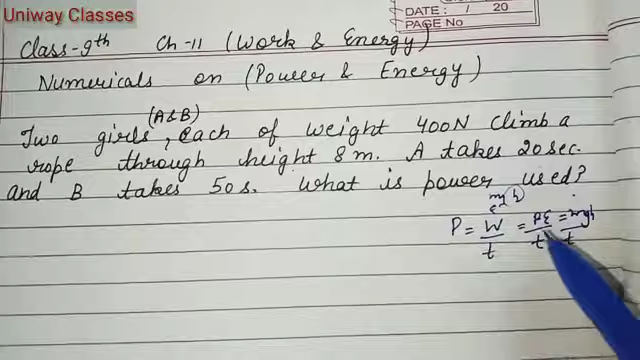 Uniway Classes
DATE: / 20
PAGE No
Class-9th Ch-11 (Work & Energy)
Numericals on (Power & Energy)
(A&B)
Two girls, each of weight 400N climb a
rope through height 8m. A takes 20sec.
and B takes 50s. What is power used?
mgh
P = W/t = PE/t = mgh/t